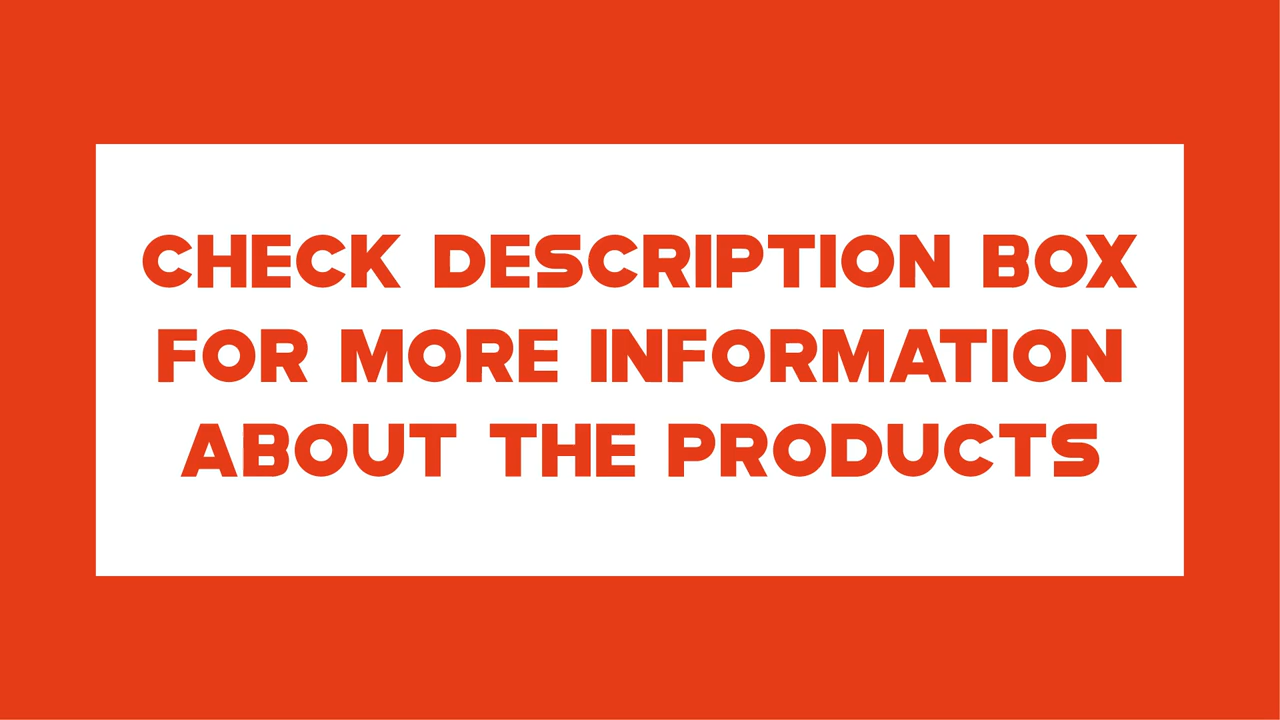 CHECK DESCRIPTION BOX
FOR MORE INFORMATION
ABOUT THE PRODUCTS